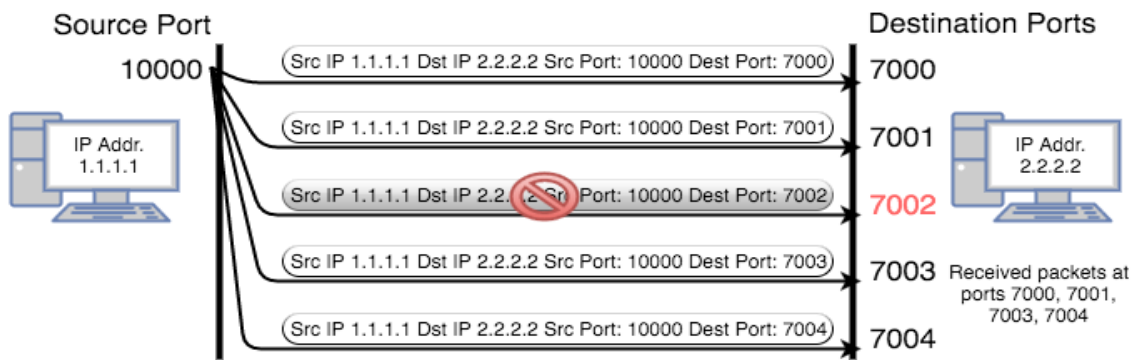 Source Port
Destination Ports
10000
Src IP 1.1.1.1 Dst IP 2.2.2.2 Src Port: 10000 Dest Port: 7000
7000
IP Addr.
1.1.1.1
Src IP 1.1.1.1 Dst IP 2.2.2.2 Src Port: 10000 Dest Port: 7001
7001
IP Addr.
2.2.2.2
Src IP 1.1.1.1 Dst IP 2.2.2.2 Src Port: 10000 Dest Port: 7002
7002
Src IP 1.1.1.1 Dst IP 2.2.2.2 Src Port: 10000 Dest Port: 7003
7003
Received packets at
ports 7000, 7001,
7003, 7004
Src IP 1.1.1.1 Dst IP 2.2.2.2 Src Port: 10000 Dest Port: 7004
7004